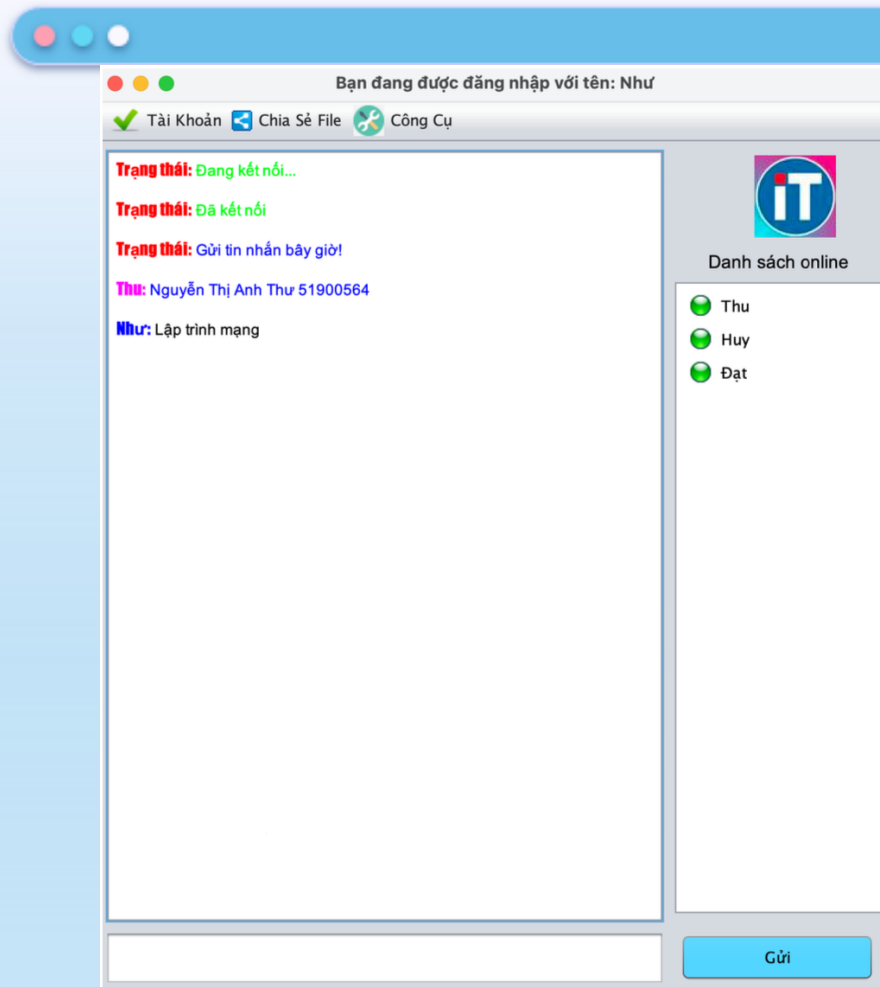 Bạn đang được đăng nhập với tên: Như
Tài Khoản Chia Sẻ File Công Cụ
Trạng thái: Đang kết nối...
Trạng thái: Đã kết nối
Trạng thái: Gửi tin nhắn bây giờ!
Thu: Nguyễn Thị Anh Thư 51900564
Như: Lập trình mạng
iT
Danh sách online
Thu
Huy
Đạt
Gửi